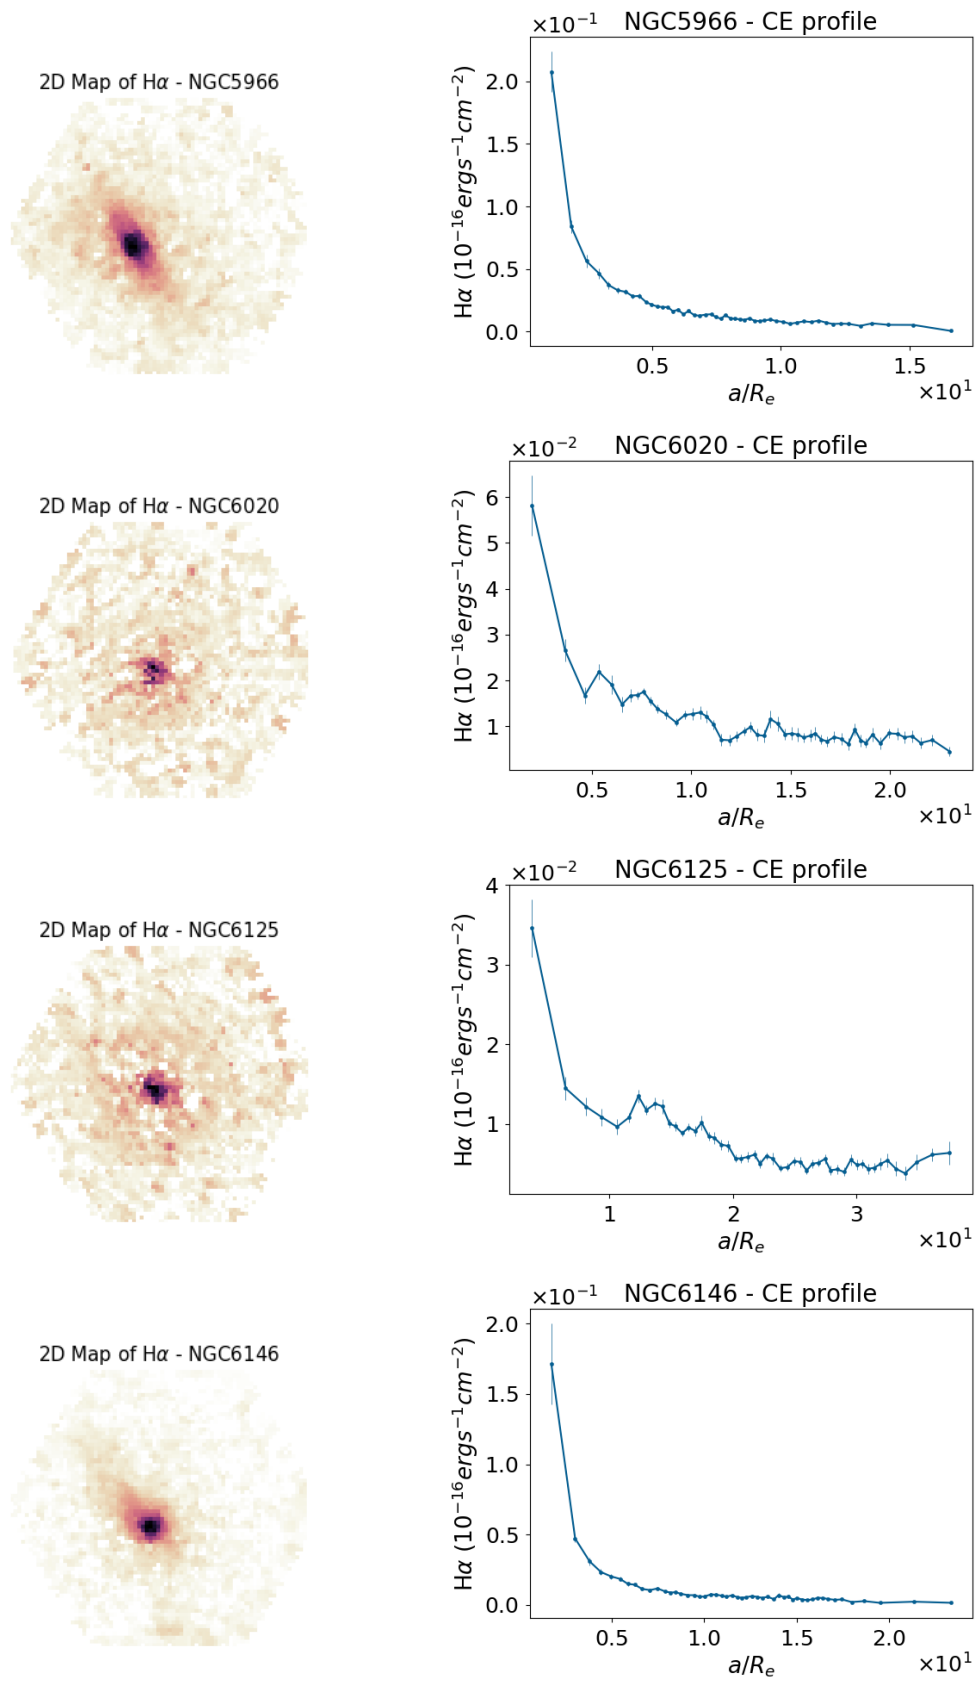 ×10⁻¹ NGC5966 - CE profile
2D Map of Hα - NGC5966
2.0
1.5
1.0
0.5
0.0
Hα (10⁻¹⁶ergs⁻¹cm⁻²)
0.5 1.0 1.5
×10¹
a/Rₑ
×10⁻² NGC6020 - CE profile
2D Map of Hα - NGC6020
6
5
4
3
2
1
Hα (10⁻¹⁶ergs⁻¹cm⁻²)
0.5 1.0 1.5 2.0
×10¹
a/Rₑ
×10⁻² NGC6125 - CE profile
2D Map of Hα - NGC6125
4
3
2
1
Hα (10⁻¹⁶ergs⁻¹cm⁻²)
1 2 3
×10¹
a/Rₑ
×10⁻¹ NGC6146 - CE profile
2D Map of Hα - NGC6146
2.0
1.5
1.0
0.5
0.0
Hα (10⁻¹⁶ergs⁻¹cm⁻²)
0.5 1.0 1.5 2.0
×10¹
a/Rₑ